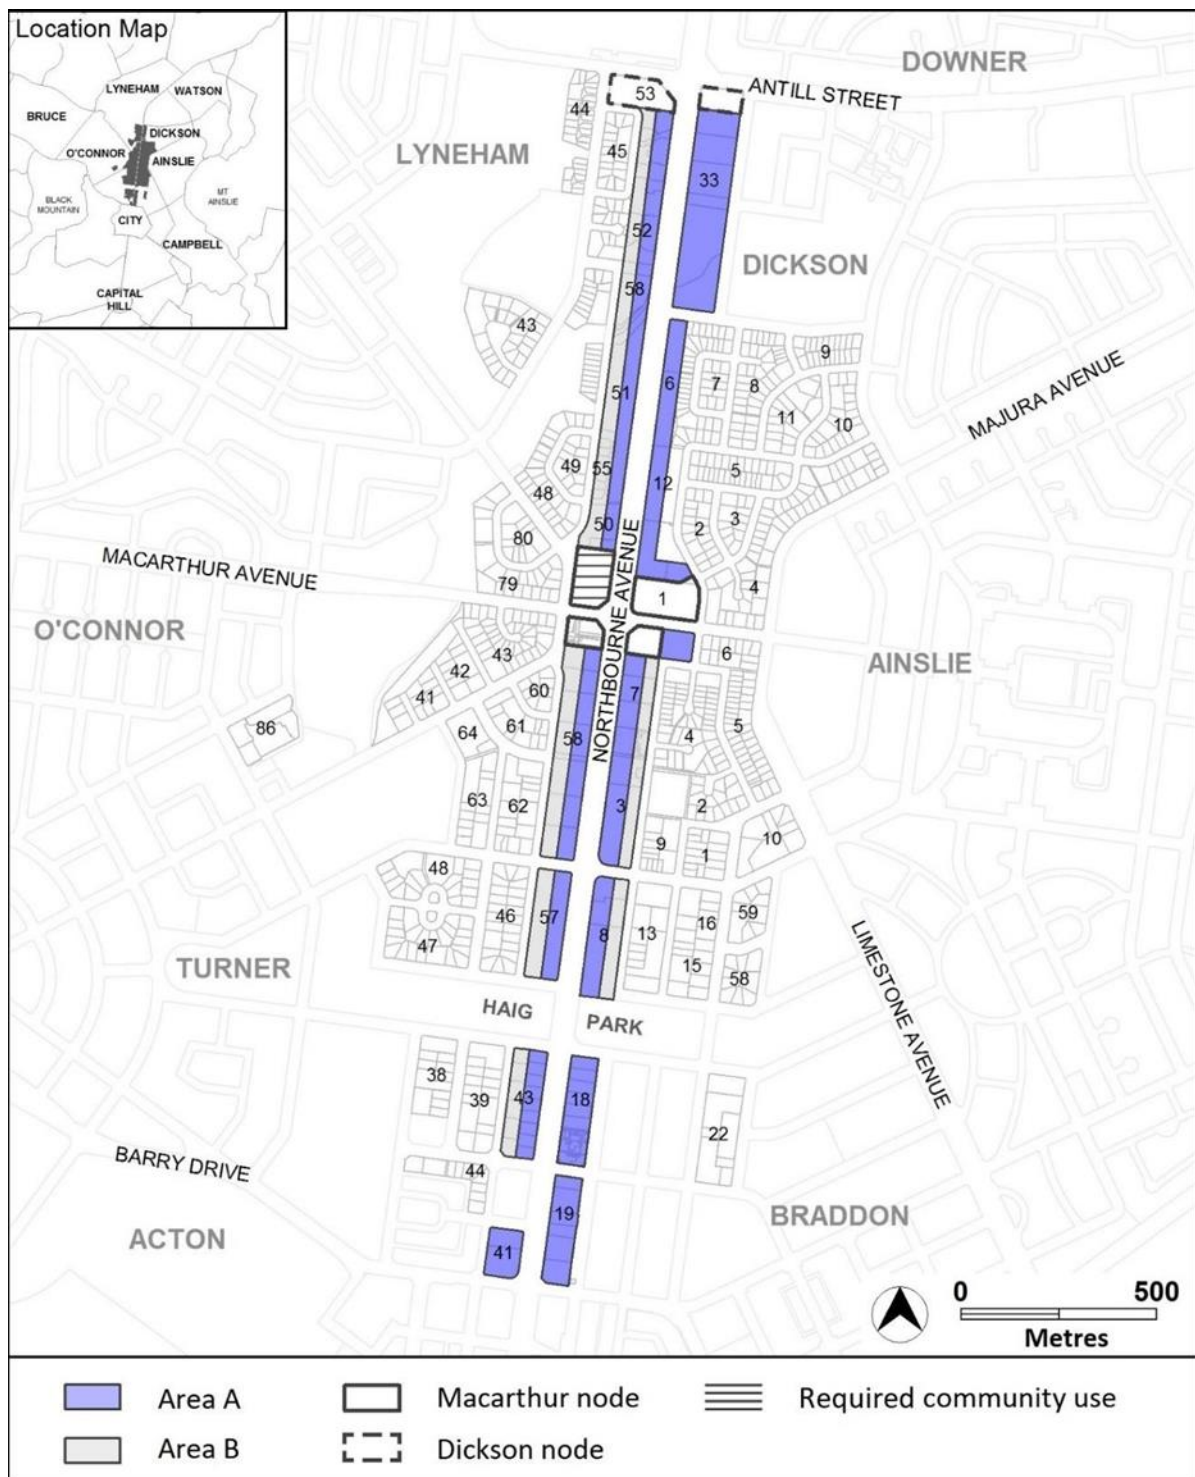 Location Map
LYNEHAM
WATSON
BRUCE
DICKSON
O'CONNOR
AINSLIE
BLACK
MOUNTAIN
MT
AINSLIE
CITY
CAMPBELL
CAPITAL
HILL
DOWNER
ANTILL STREET
53
44
LYNEHAM
45
33
52
DICKSON
58
43
9
6
7
8
MAJURA AVENUE
51
11
10
49
55
5
48
12
3
50
2
80
MACARTHUR AVENUE
79
4
1
NORTHBOURNE AVENUE
O'CONNOR
43
6
AINSLIE
42
41
60
7
86
64
61
58
4
5
63
62
3
2
10
9
1
48
46
57
8
13
16
59
47
15
58
TURNER
LIMESTONE AVENUE
HAIG
PARK
38
39
43
18
22
BARRY DRIVE
44
19
BRADDON
ACTON
41
0 500
Metres
Area A
Macarthur node
Required community use
Area B
Dickson node